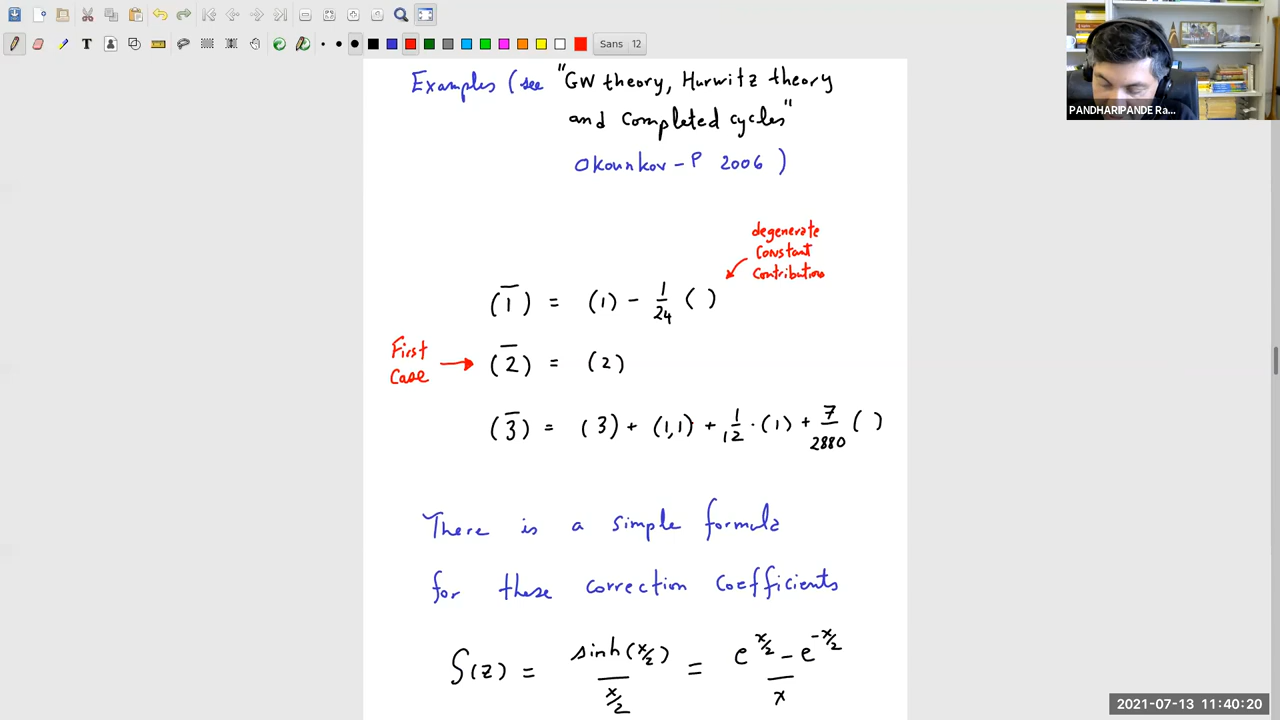 Sans 12
PANDHARIPANDE Ra...
Examples (see "GW theory, Hurwitz theory
and Completed cycles"
Okounkov - P 2006 )
degenerate
Constant
Contributions
(1̅) = (1) - 1/24 ( )
First
Case → (2̅) = (2)
(3̅) = (3) + (1,1) + 1/12 · (1) + 7/2880 ( )
There is a simple formula
for these correction coefficients
S(z) = sinh(x/2) / x/2 = e^{x/2} - e^{-x/2} / x
2021-07-13 11:40:20